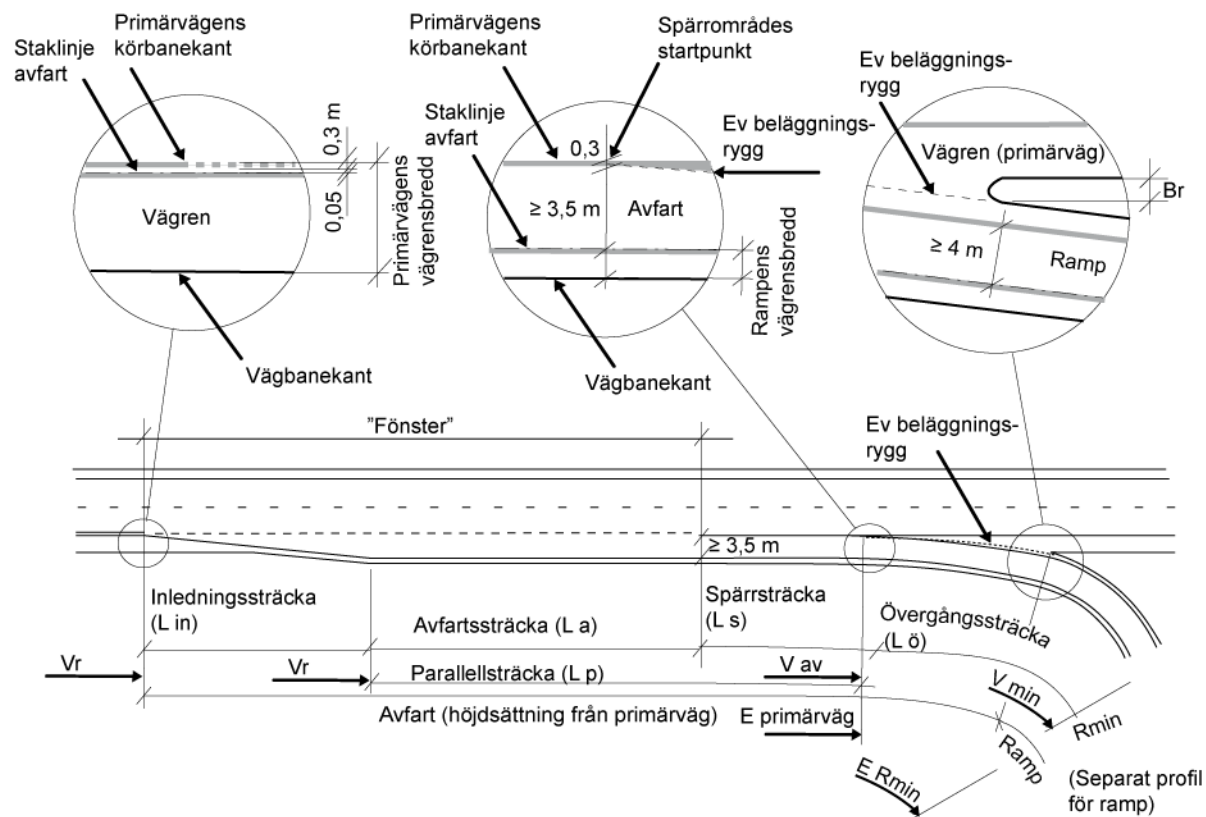 Primärvägens
körbanekant
Staklinje
avfart
0,3 m
0,05
Vägren
Primärvägens
vägrensbredd
Vägbanekant
Primärvägens
körbanekant
Spärrområdes
startpunkt
Staklinje
avfart
0,3
Ev beläggnings-
rygg
≥ 3,5 m
Avfart
Rampens
vägrensbredd
Vägbanekant
Ev beläggnings-
rygg
Vägren (primärväg)
Br
≥ 4 m
Ramp
"Fönster"
Ev beläggnings-
rygg
≥ 3,5 m
Inledningssträcka
(L in)
Avfartssträcka (L a)
Spärrsträcka
(L s)
Övergångssträcka
(L ö)
Vr
Vr
Parallellsträcka (L p)
V av
V min
Rmin
Avfart (höjdsättning från primärväg)
E primärväg
Ramp
E Rmin
(Separat profil
för ramp)